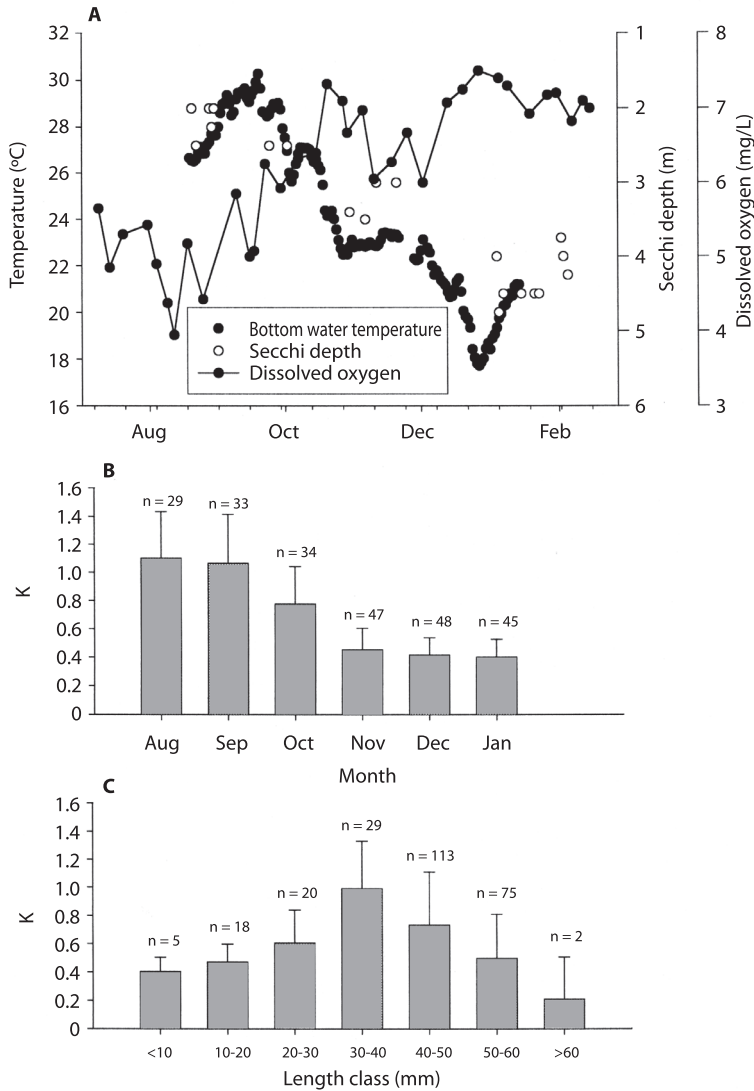 A
32
30
28
26
24
22
20
18
16
Temperature (ºC)
1
2
3
4
5
6
Secchi depth (m)
8
7
6
5
4
3
Dissolved oxygen (mg/L)
Bottom water temperature
Secchi depth
Dissolved oxygen
Aug
Oct
Dec
Feb
B
1.6
1.4
1.2
1.0
0.8
0.6
0.4
0.2
0
K
n = 29
n = 33
n = 34
n = 47
n = 48
n = 45
Aug
Sep
Oct
Nov
Dec
Jan
Month
C
1.6
1.4
1.2
1.0
0.8
0.6
0.4
0.2
0
K
n = 5
n = 18
n = 20
n = 29
n = 113
n = 75
n = 2
<10
10-20
20-30
30-40
40-50
50-60
>60
Length class (mm)